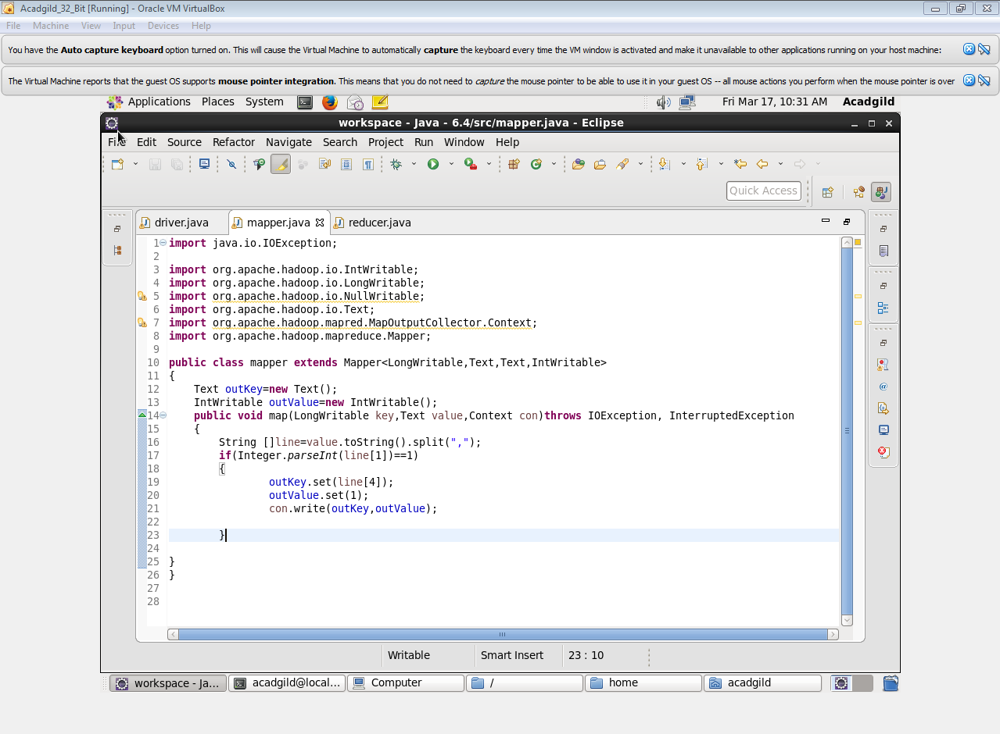 Acadgild_32_Bit [Running] - Oracle VM VirtualBox
File Machine View Input Devices Help
You have the Auto capture keyboard option turned on. This will cause the Virtual Machine to automatically capture the keyboard every time the VM window is activated and make it unavailable to other applications running on your host machine:
The Virtual Machine reports that the guest OS supports mouse pointer integration. This means that you do not need to capture the mouse pointer to be able to use it in your guest OS -- all mouse actions you perform when the mouse pointer is over
Applications Places System Fri Mar 17, 10:31 AM Acadgild
workspace - Java - 6.4/src/mapper.java - Eclipse
File Edit Source Refactor Navigate Search Project Run Window Help
Quick Access
driver.java mapper.java reducer.java
1 import java.io.IOException;
2
3 import org.apache.hadoop.io.IntWritable;
4 import org.apache.hadoop.io.LongWritable;
5 import org.apache.hadoop.io.NullWritable;
6 import org.apache.hadoop.io.Text;
7 import org.apache.hadoop.mapred.MapOutputCollector.Context;
8 import org.apache.hadoop.mapreduce.Mapper;
9
10 public class mapper extends Mapper<LongWritable,Text,Text,IntWritable>
11 {
12 Text outKey=new Text();
13 IntWritable outValue=new IntWritable();
14 public void map(LongWritable key,Text value,Context con)throws IOException, InterruptedException
15 {
16 String []line=value.toString().split(",");
17 if(Integer.parseInt(line[1])==1)
18 {
19 outKey.set(line[4]);
20 outValue.set(1);
21 con.write(outKey,outValue);
22
23 }
24
25 }
26 }
27
28
Writable Smart Insert 23 : 10
workspace - Ja... acadgild@local... Computer / home acadgild